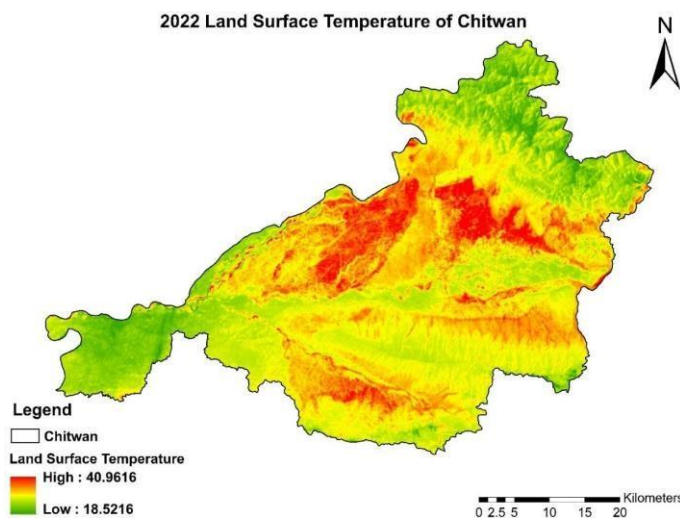 2022 Land Surface Temperature of Chitwan
N
Legend
Chitwan
Land Surface Temperature
High : 40.9616
Low : 18.5216
Kilometers
0 2.5 5 10 15 20